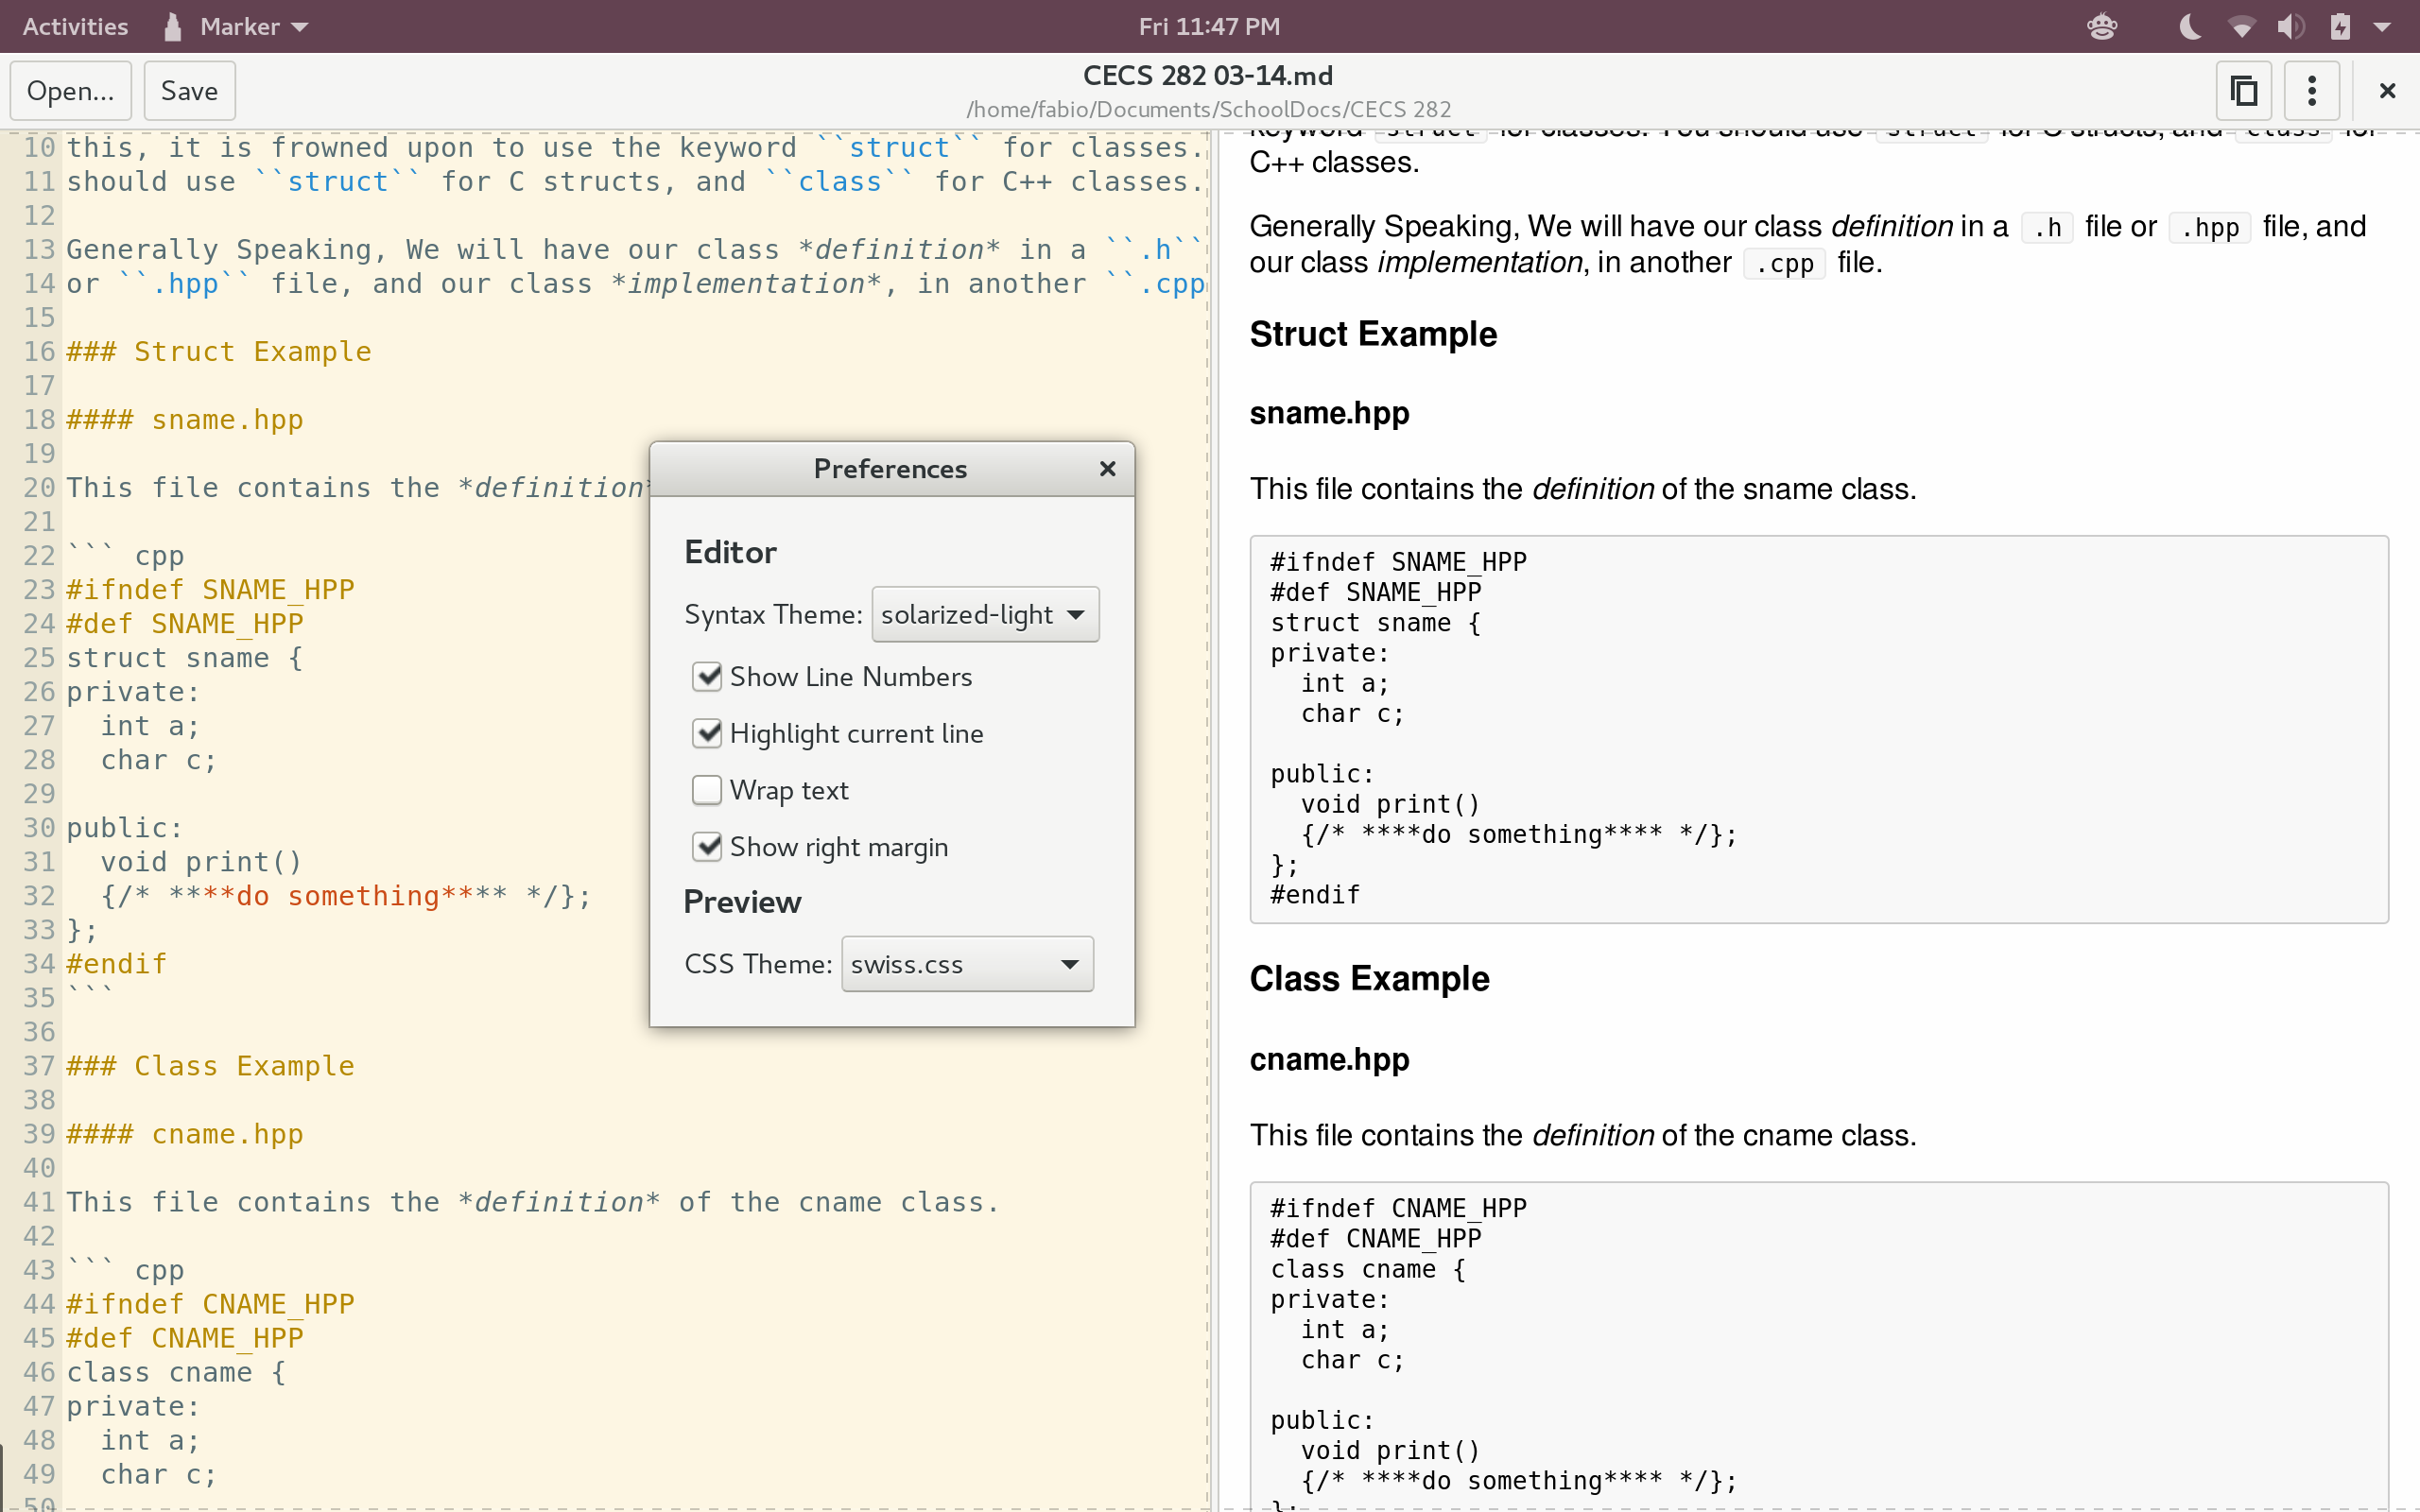 Activities Marker Fri 11:47 PM
Open... Save CECS 282 03-14.md
/home/fabio/Documents/SchoolDocs/CECS 282
10 this, it is frowned upon to use the keyword ``struct`` for classes.
11 should use ``struct`` for C structs, and ``class`` for C++ classes.
12
13 Generally Speaking, We will have our class *definition* in a ``.h``
14 or ``.hpp`` file, and our class *implementation*, in another ``.cpp
15
16 ### Struct Example
17
18 #### sname.hpp
19
20 This file contains the *definition*
21
22 ``` cpp
23 #ifndef SNAME_HPP
24 #def SNAME_HPP
25 struct sname {
26 private:
27   int a;
28   char c;
29
30 public:
31   void print()
32   {/* ****do something**** */};
33 };
34 #endif
35 ```
36
37 ### Class Example
38
39 #### cname.hpp
40
41 This file contains the *definition* of the cname class.
42
43 ``` cpp
44 #ifndef CNAME_HPP
45 #def CNAME_HPP
46 class cname {
47 private:
48   int a;
49   char c;
50
Preferences
Editor
Syntax Theme: solarized-light
Show Line Numbers
Highlight current line
Wrap text
Show right margin
Preview
CSS Theme: swiss.css
keyword struct for classes. You should use struct for C structs, and class for
C++ classes.
Generally Speaking, We will have our class definition in a .h file or .hpp file, and
our class implementation, in another .cpp file.
Struct Example
sname.hpp
This file contains the definition of the sname class.
#ifndef SNAME_HPP
#def SNAME_HPP
struct sname {
private:
  int a;
  char c;
public:
  void print()
  {/* ****do something**** */};
};
#endif
Class Example
cname.hpp
This file contains the definition of the cname class.
#ifndef CNAME_HPP
#def CNAME_HPP
class cname {
private:
  int a;
  char c;
public:
  void print()
  {/* ****do something**** */};
};